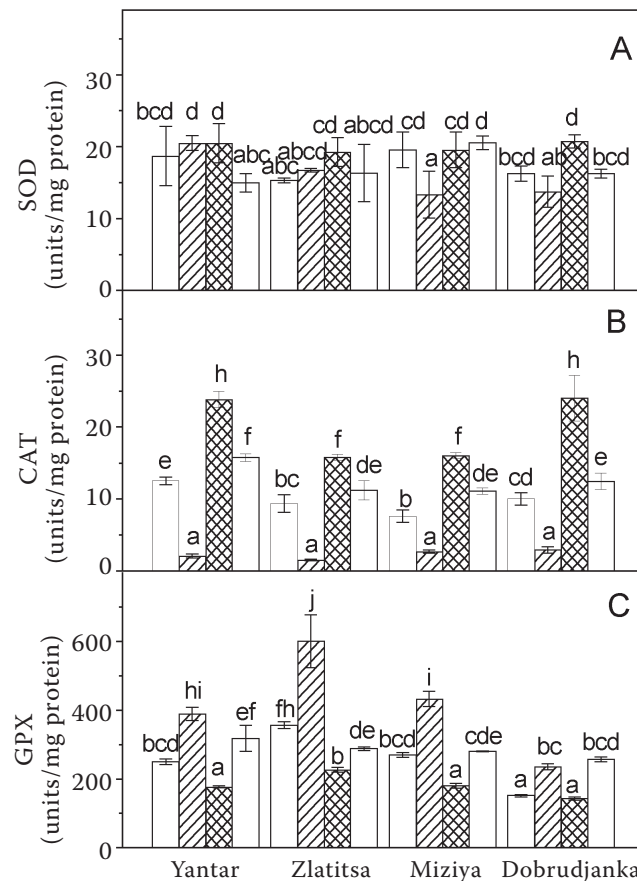 A
SOD
(units/mg protein)
30
20
10
0
bcd d d abc abc abcd cd abcd cd a cd d bcd ab d bcd
B
CAT
(units/mg protein)
30
20
10
0
e a h f bc a f de b a f de cd a h e
C
GPX
(units/mg protein)
600
400
200
0
bcd hi a ef fh j b de bcd i a cde a bc a bcd
Yantar Zlatitsa Miziya Dobrudjanka